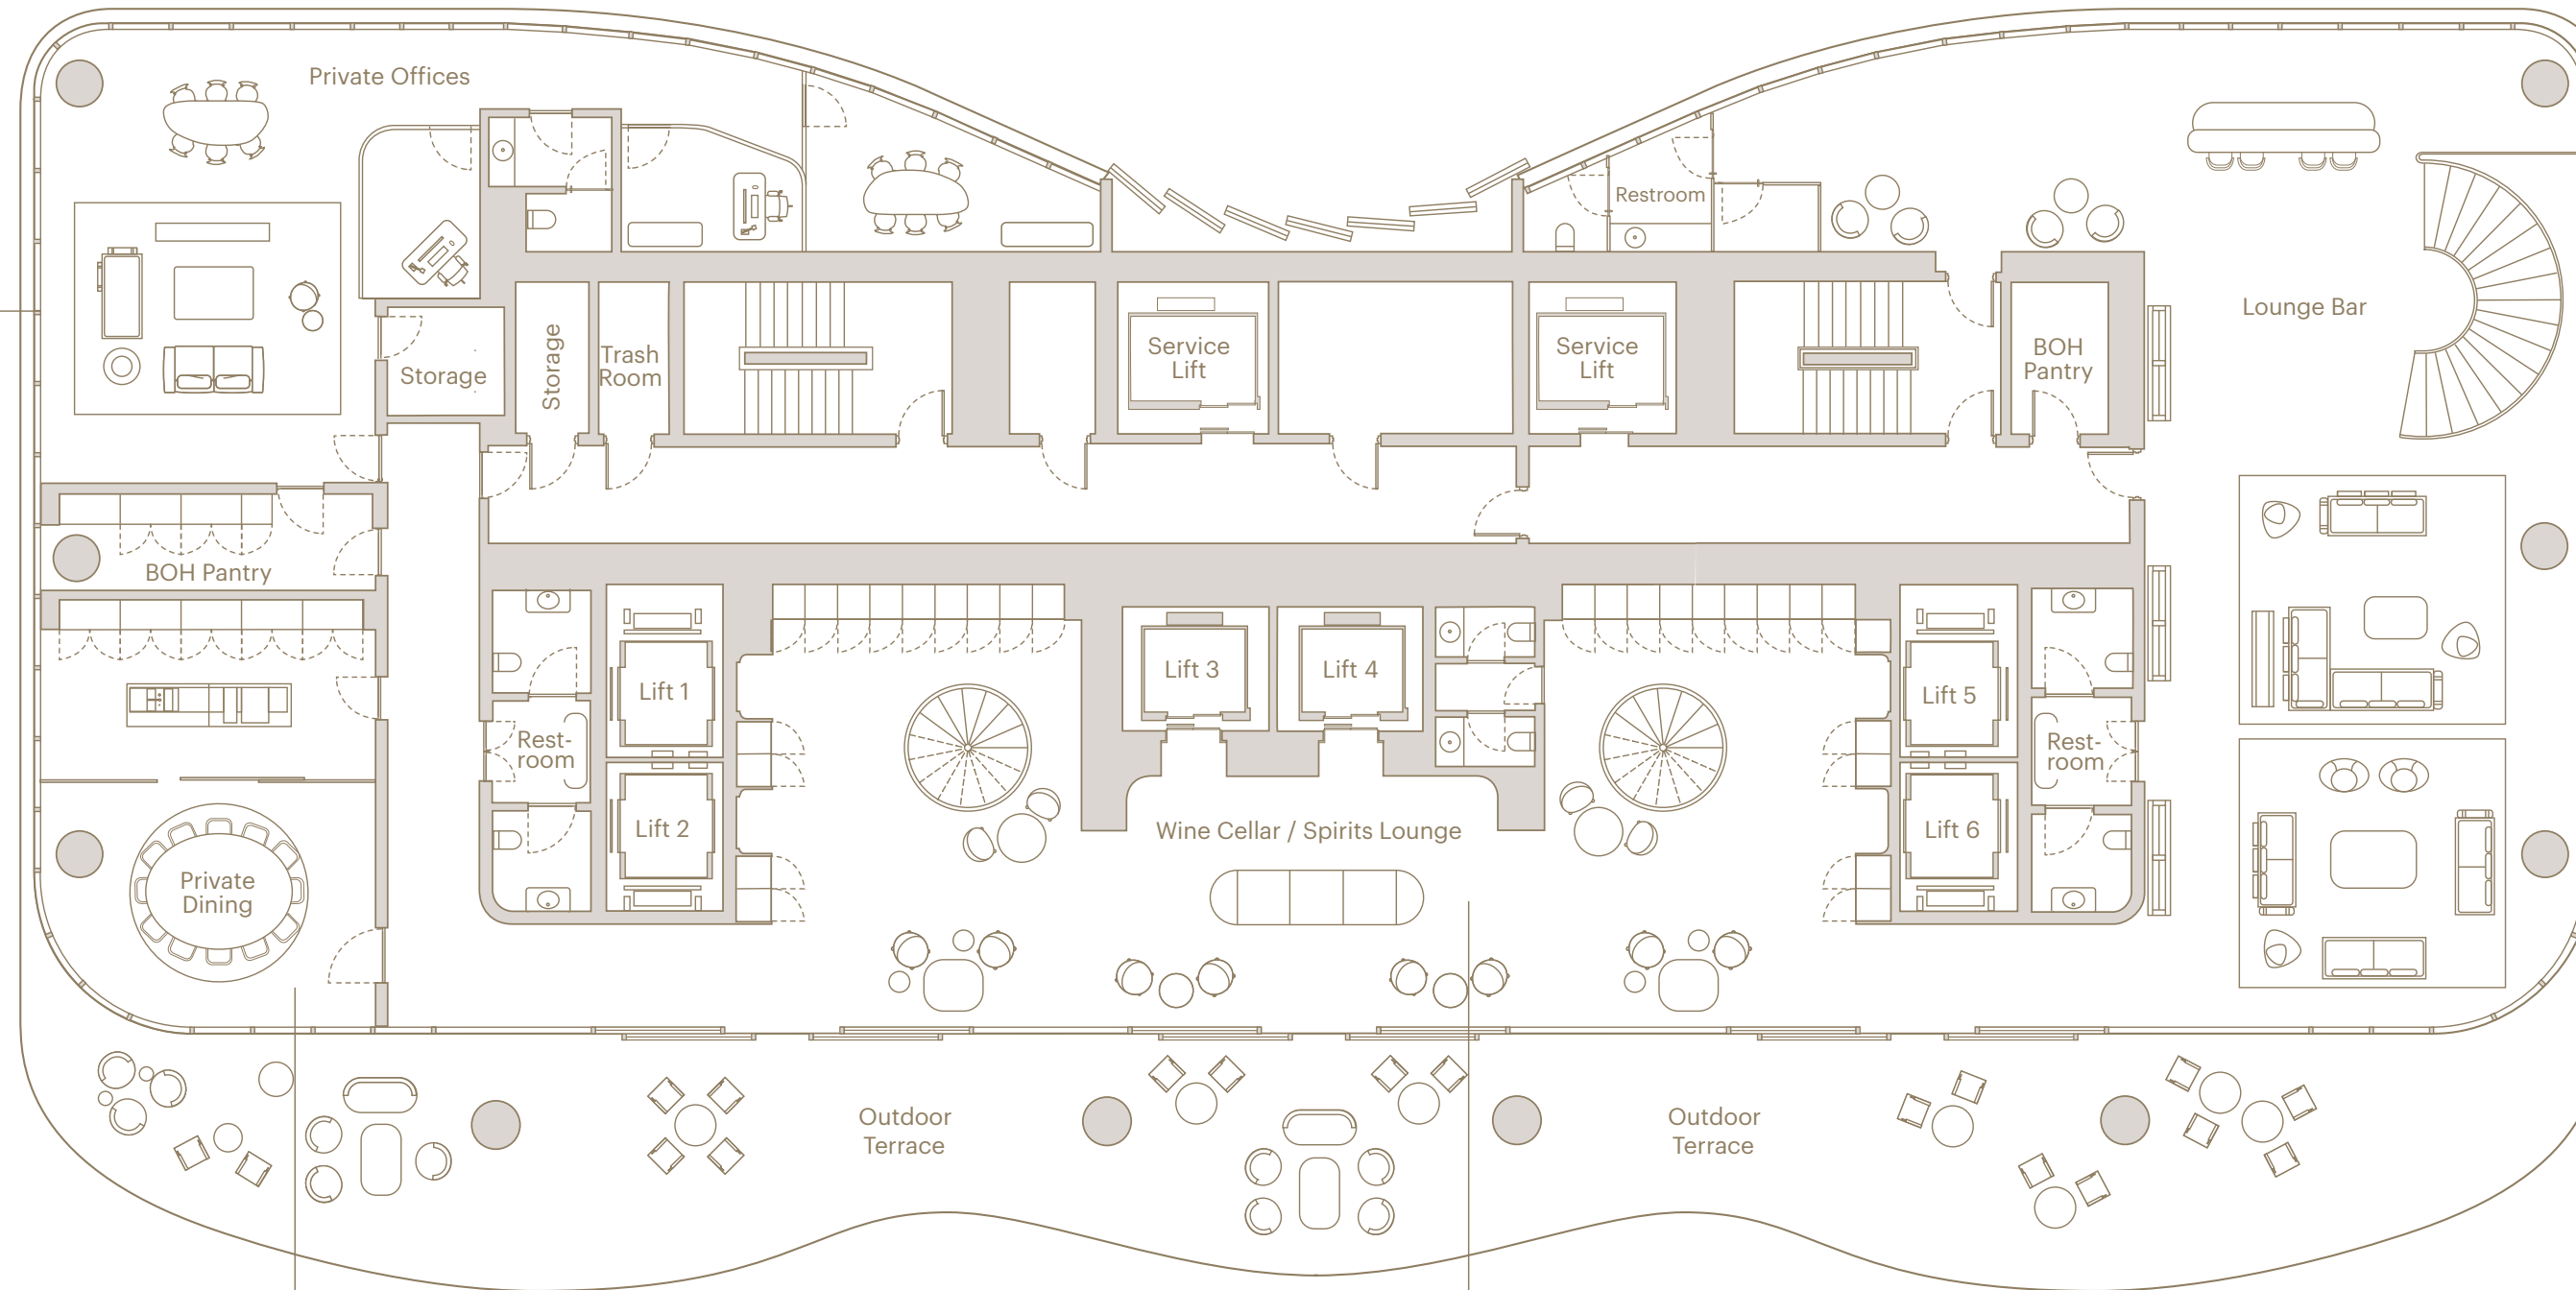 Private Offices
Restroom
Lounge Bar
Storage
Storage
Trash
Room
Service
Lift
Service
Lift
BOH
Pantry
BOH Pantry
Lift 1
Lift 3
Lift 4
Lift 5
Rest-
room
Rest-
room
Lift 2
Wine Cellar / Spirits Lounge
Lift 6
Private
Dining
Outdoor
Terrace
Outdoor
Terrace